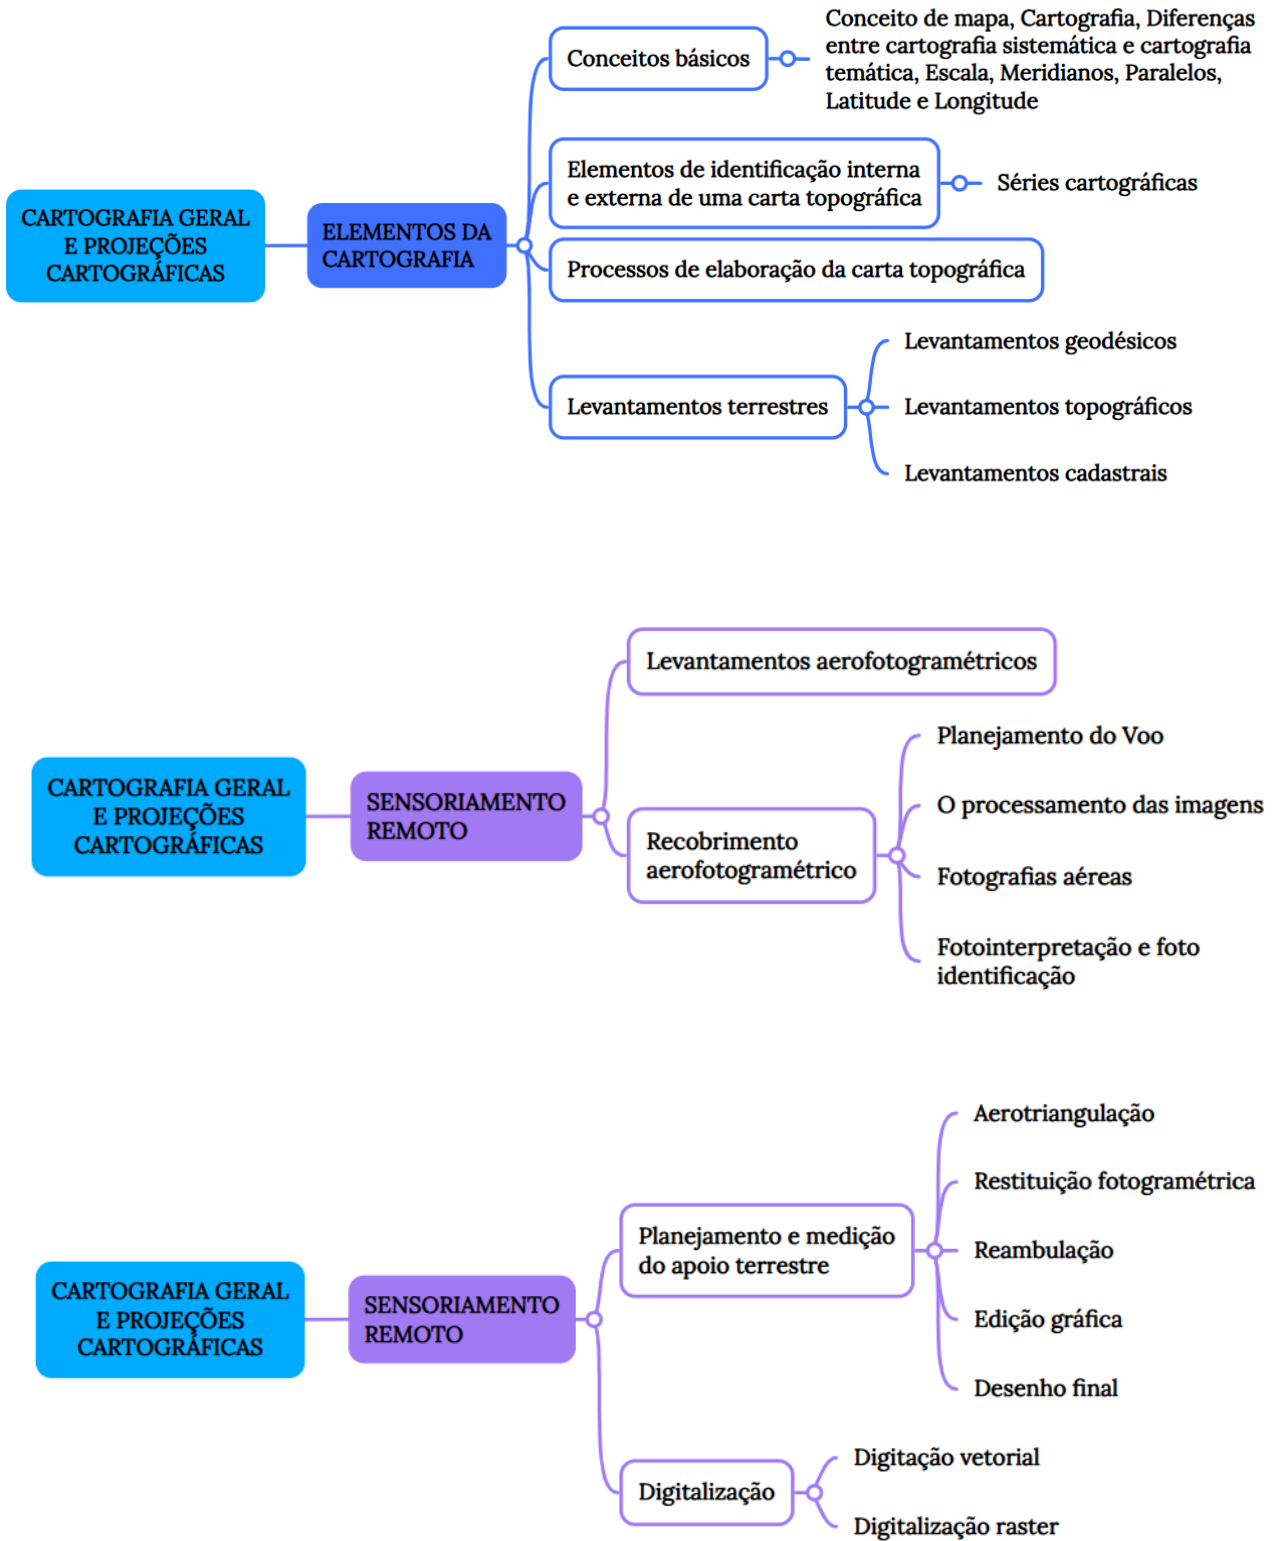 CARTOGRAFIA GERAL
E PROJEÇÕES
CARTOGRÁFICAS
ELEMENTOS DA
CARTOGRAFIA
Conceitos básicos
Conceito de mapa, Cartografia, Diferenças
entre cartografia sistemática e cartografia
temática, Escala, Meridianos, Paralelos,
Latitude e Longitude
Elementos de identificação interna
e externa de uma carta topográfica
Séries cartográficas
Processos de elaboração da carta topográfica
Levantamentos terrestres
Levantamentos geodésicos
Levantamentos topográficos
Levantamentos cadastrais
CARTOGRAFIA GERAL
E PROJEÇÕES
CARTOGRÁFICAS
SENSORIAMENTO
REMOTO
Levantamentos aerofotogramétricos
Recobrimento
aerofotogramétrico
Planejamento do Voo
O processamento das imagens
Fotografias aéreas
Fotointerpretação e foto
identificação
CARTOGRAFIA GERAL
E PROJEÇÕES
CARTOGRÁFICAS
SENSORIAMENTO
REMOTO
Planejamento e medição
do apoio terrestre
Aerotriangulação
Restituição fotogramétrica
Reambulação
Edição gráfica
Desenho final
Digitalização
Digitação vetorial
Digitalização raster